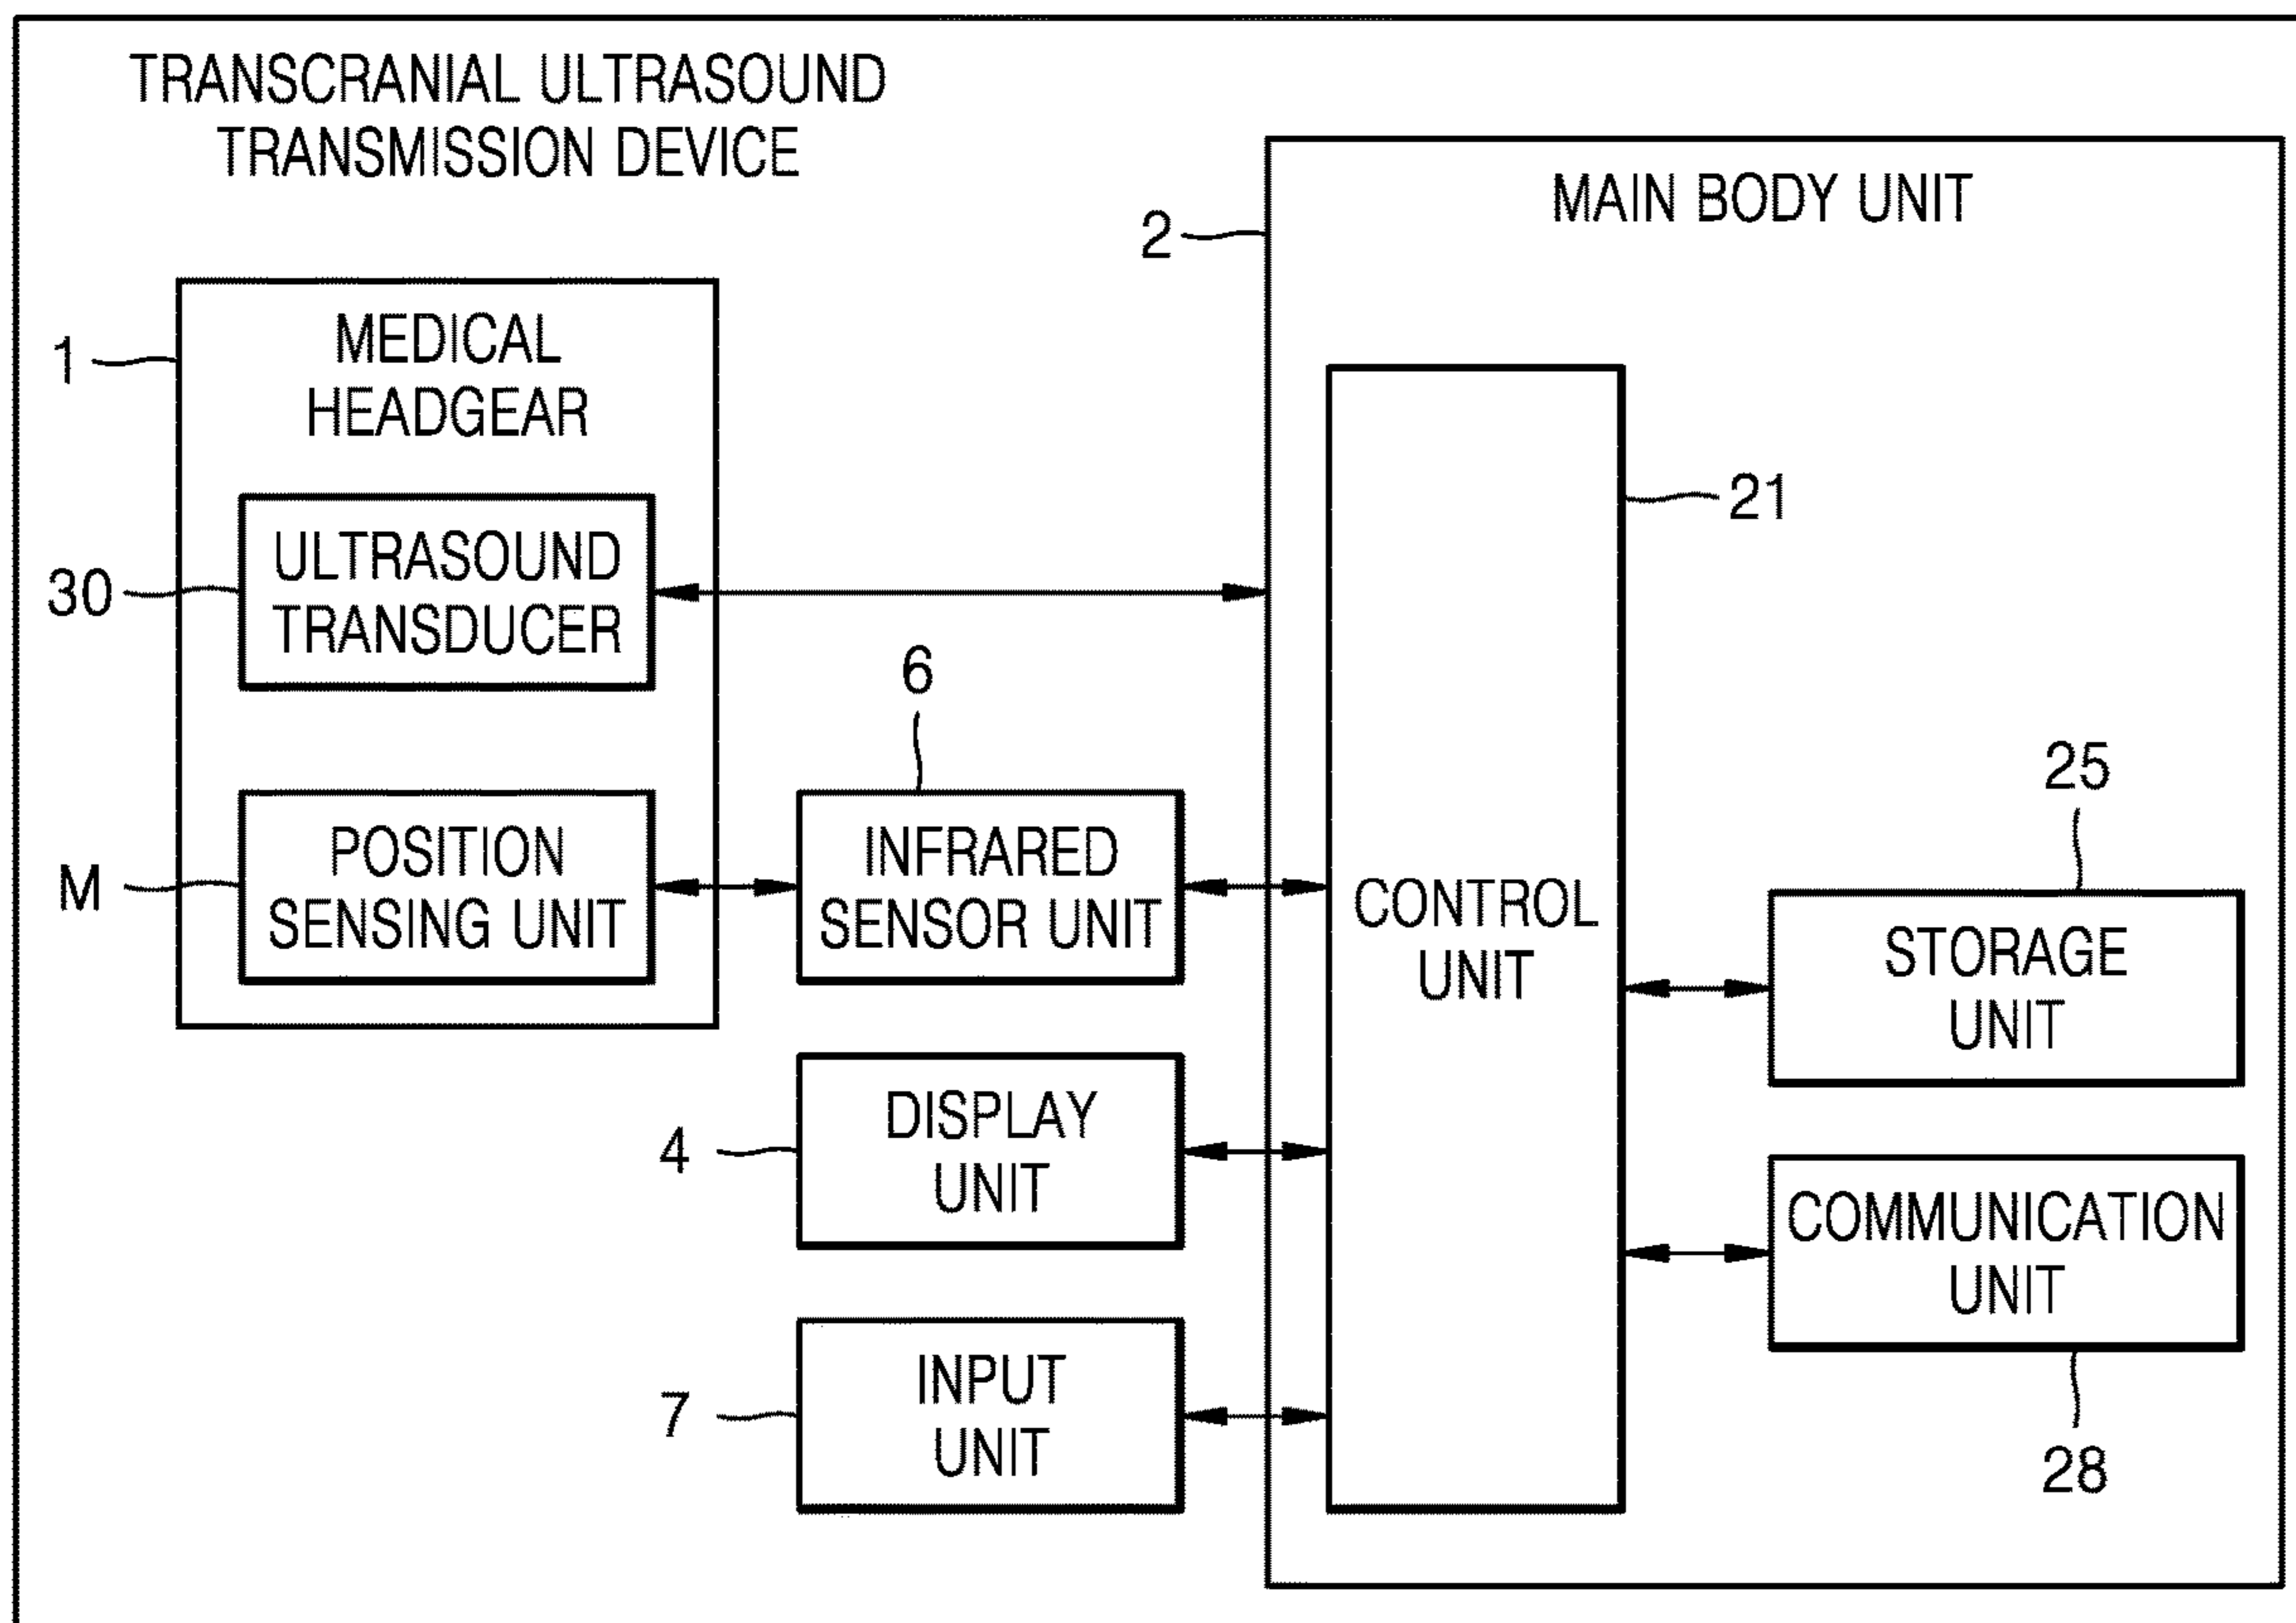 TRANSCRANIAL ULTRASOUND
TRANSMISSION DEVICE
MAIN BODY UNIT
2
1
MEDICAL
HEADGEAR
21
30
ULTRASOUND
TRANSDUCER
6
25
M
POSITION
SENSING UNIT
INFRARED
SENSOR UNIT
CONTROL
UNIT
STORAGE
UNIT
4
DISPLAY
UNIT
COMMUNICATION
UNIT
7
INPUT
UNIT
28